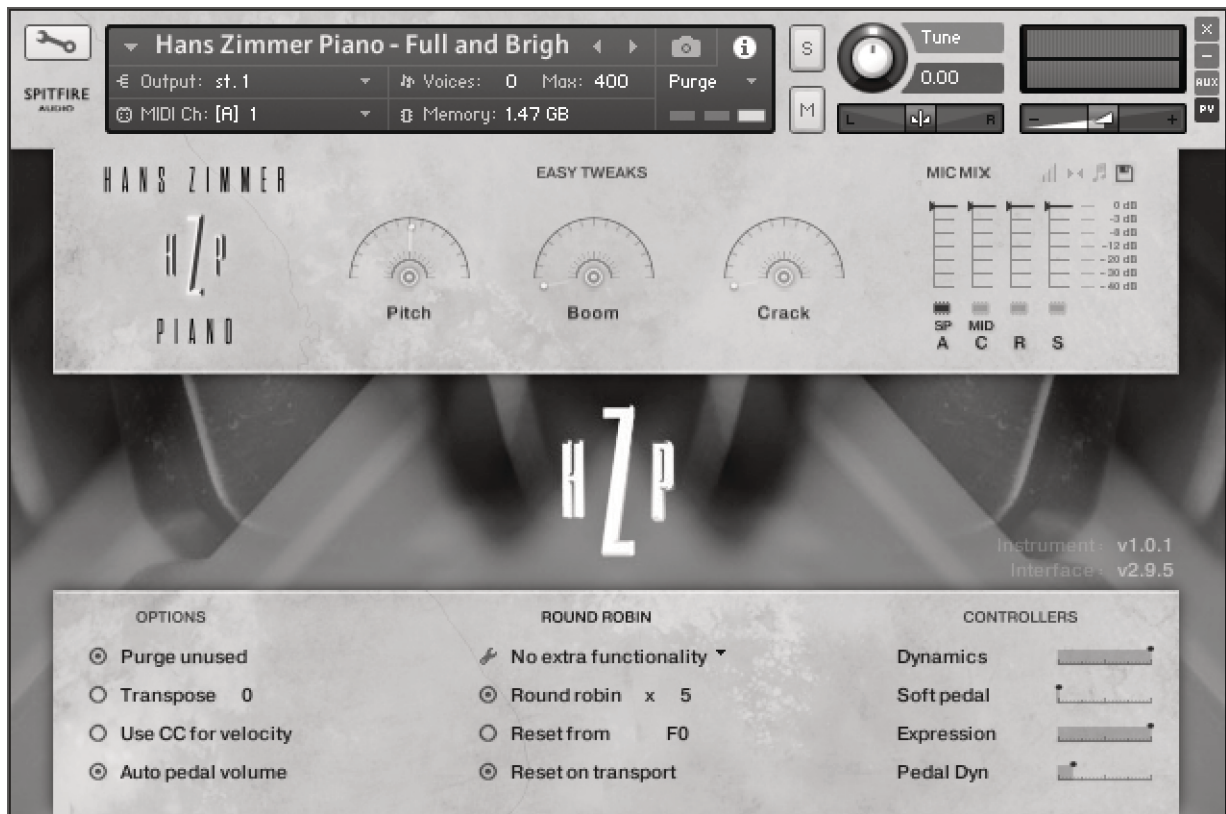 Hans Zimmer Piano - Full and Brigh
S
Tune
X
SPITFIRE
AUDIO
Output: st. 1
Voices: 0 Max: 400
Purge
0.00
AUX
MIDI Ch: [A] 1
Memory: 1.47 GB
M
L
R
-
+
PV
HANS ZIMMER
HZP
PIANO
EASY TWEAKS
Pitch
Boom
Crack
MIC MIX
0 dB
-3 dB
-8 dB
-12 dB
-20 dB
-30 dB
-40 dB
SP MID
A C R S
HZP
Instrument: v1.0.1
Interface: v2.9.5
OPTIONS
Purge unused
Transpose 0
Use CC for velocity
Auto pedal volume
ROUND ROBIN
No extra functionality
Round robin x 5
Reset from F0
Reset on transport
CONTROLLERS
Dynamics
Soft pedal
Expression
Pedal Dyn